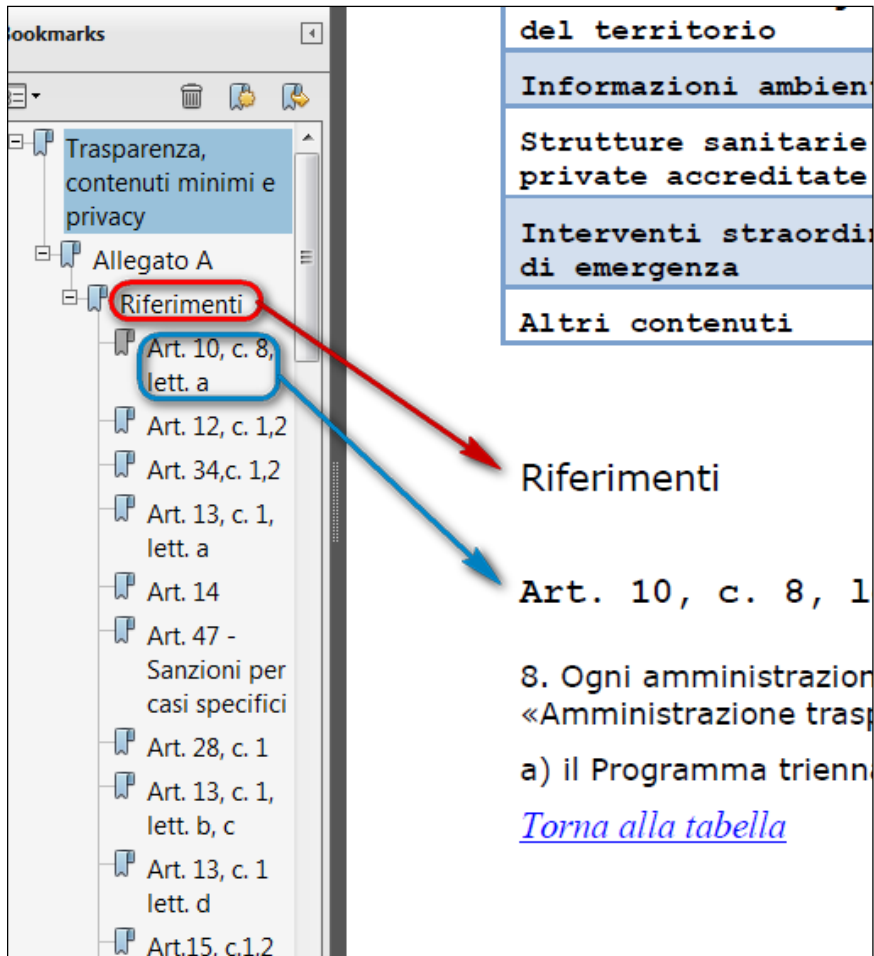 Bookmarks
Trasparenza,
contenuti minimi e
privacy
Allegato A
Riferimenti
Art. 10, c. 8,
lett. a
Art. 12, c. 1,2
Art. 34,c. 1,2
Art. 13, c. 1,
lett. a
Art. 14
Art. 47 -
Sanzioni per
casi specifici
Art. 28, c. 1
Art. 13, c. 1,
lett. b, c
Art. 13, c. 1
lett. d
Art.15, c.1,2
del territorio
Informazioni ambien
Strutture sanitarie
private accreditate
Interventi straordi
di emergenza
Altri contenuti
Riferimenti
Art. 10, c. 8, l
8. Ogni amministrazion
«Amministrazione trasp
a) il Programma trienna
Torna alla tabella